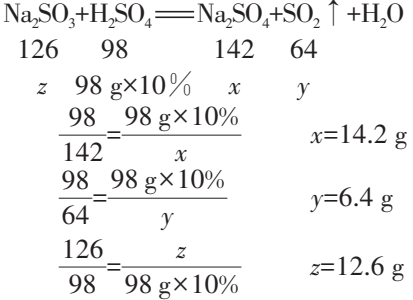 Na₂SO₃+H₂SO₄═Na₂SO₄+SO₂↑+H₂O
126 98 142 64
z 98 g×10% x y
98/142=98 g×10%/x x=14.2 g
98/64=98 g×10%/y y=6.4 g
126/98=z/98 g×10% z=12.6 g